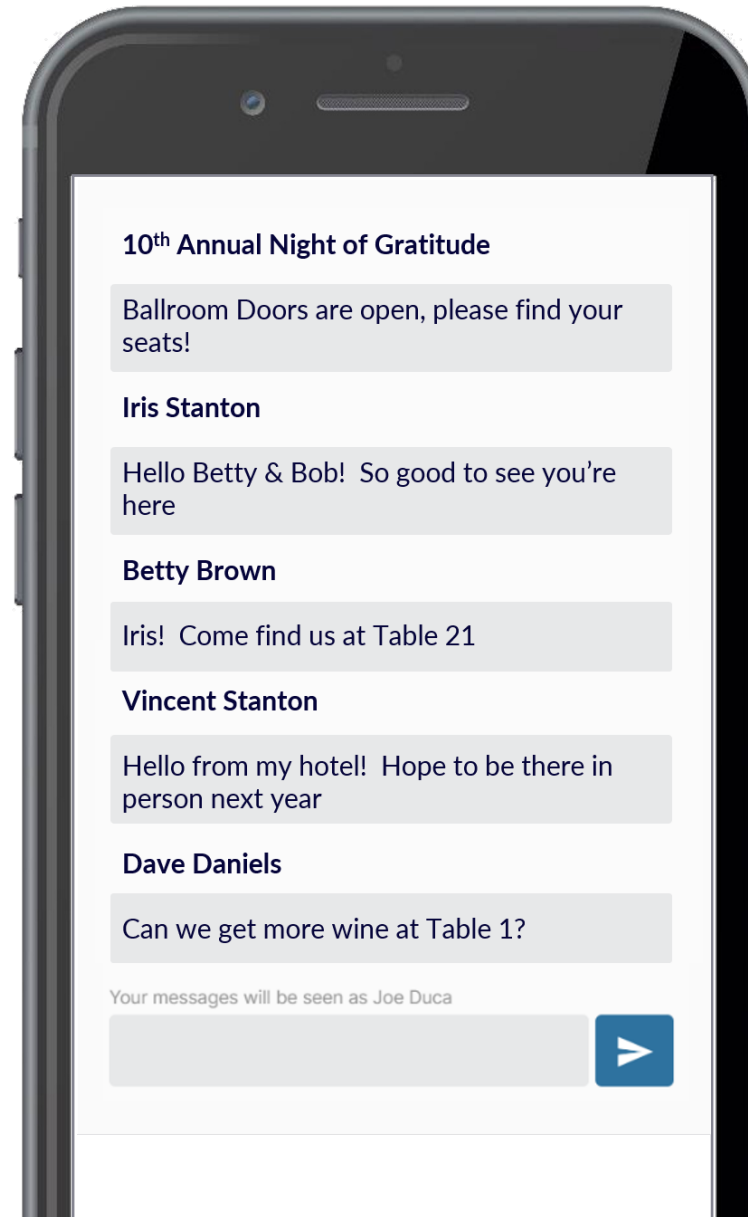 10th Annual Night of Gratitude
Ballroom Doors are open, please find your
seats!
Iris Stanton
Hello Betty & Bob!  So good to see you’re
here
Betty Brown
Iris!  Come find us at Table 21
Vincent Stanton
Hello from my hotel!  Hope to be there in
person next year
Dave Daniels
Can we get more wine at Table 1?
Your messages will be seen as Joe Duca